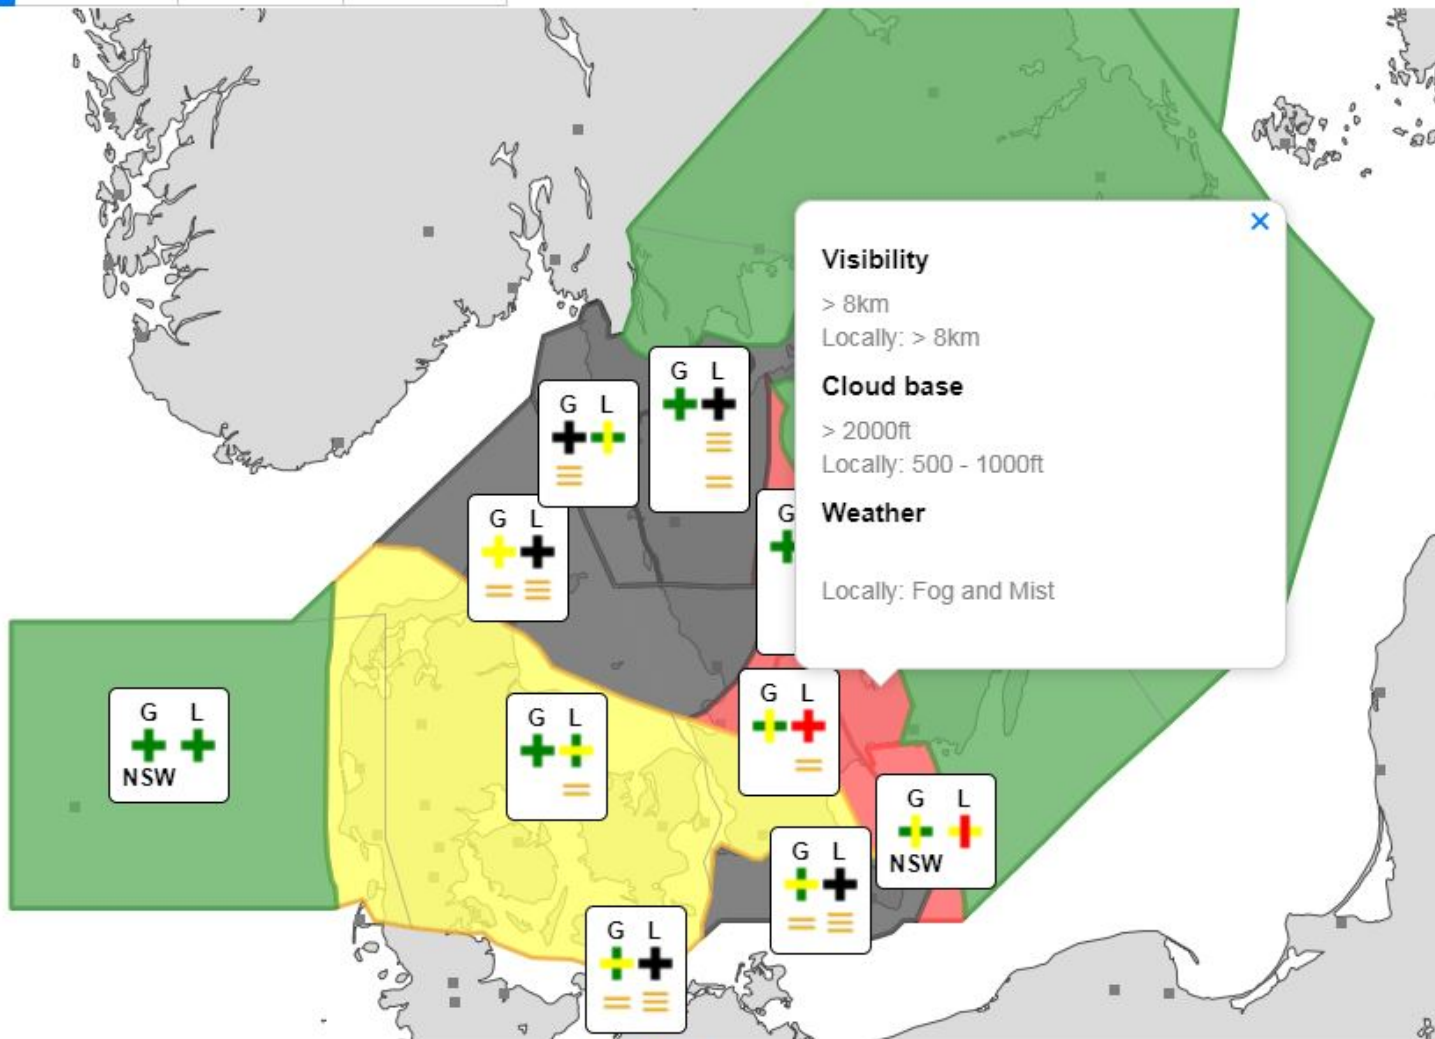 Visibility
> 8km
Locally: > 8km
Cloud base
> 2000ft
Locally: 500 - 1000ft
Weather
Locally: Fog and Mist
G L
G L
G L
G
G L
G L
NSW
G L
G L
NSW
G L
G L